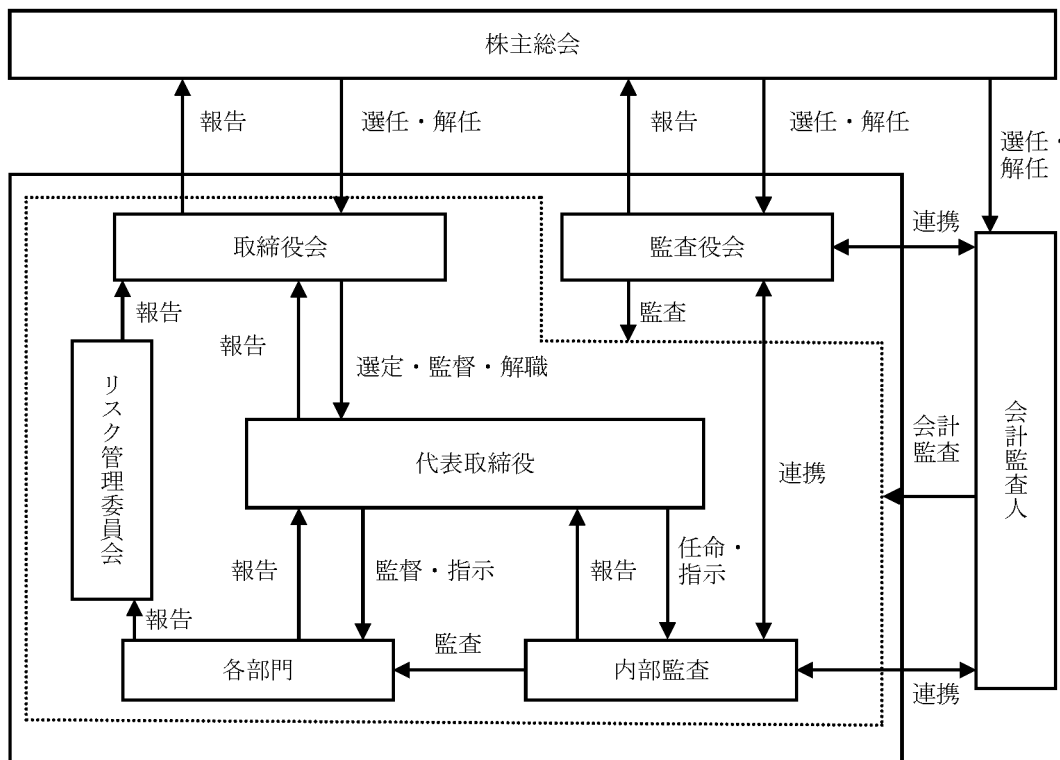 株主総会
報告
選任・解任
報告
選任・解任
選任・
解任
取締役会
監査役会
連携
報告
監査
報告
選定・監督・解職
リスク管理委員会
代表取締役
会計
監査
会計監査人
連携
報告
監督・指示
報告
任命・
指示
報告
監査
各部門
内部監査
連携